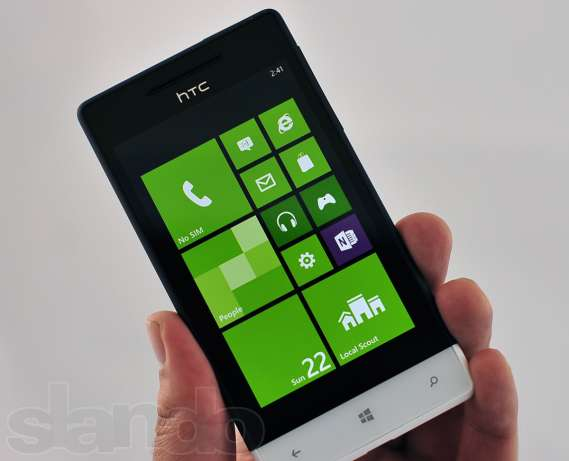 hTC
2:41
No SIM
People
Sun 22
Local Scout
slando